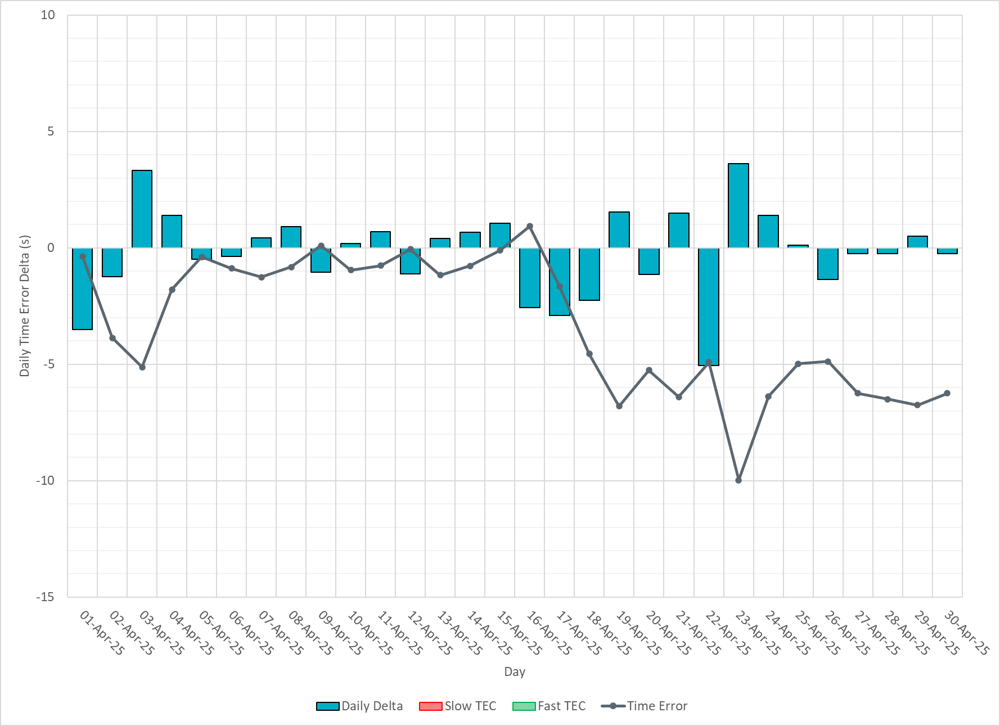 10
5
0
-5
-10
-15
Daily Time Error Delta (s)
01-Apr-25
02-Apr-25
03-Apr-25
04-Apr-25
05-Apr-25
06-Apr-25
07-Apr-25
08-Apr-25
09-Apr-25
10-Apr-25
11-Apr-25
12-Apr-25
13-Apr-25
14-Apr-25
15-Apr-25
16-Apr-25
17-Apr-25
18-Apr-25
19-Apr-25
20-Apr-25
21-Apr-25
22-Apr-25
23-Apr-25
24-Apr-25
25-Apr-25
26-Apr-25
27-Apr-25
28-Apr-25
29-Apr-25
30-Apr-25
Day
Daily Delta Slow TEC Fast TEC Time Error